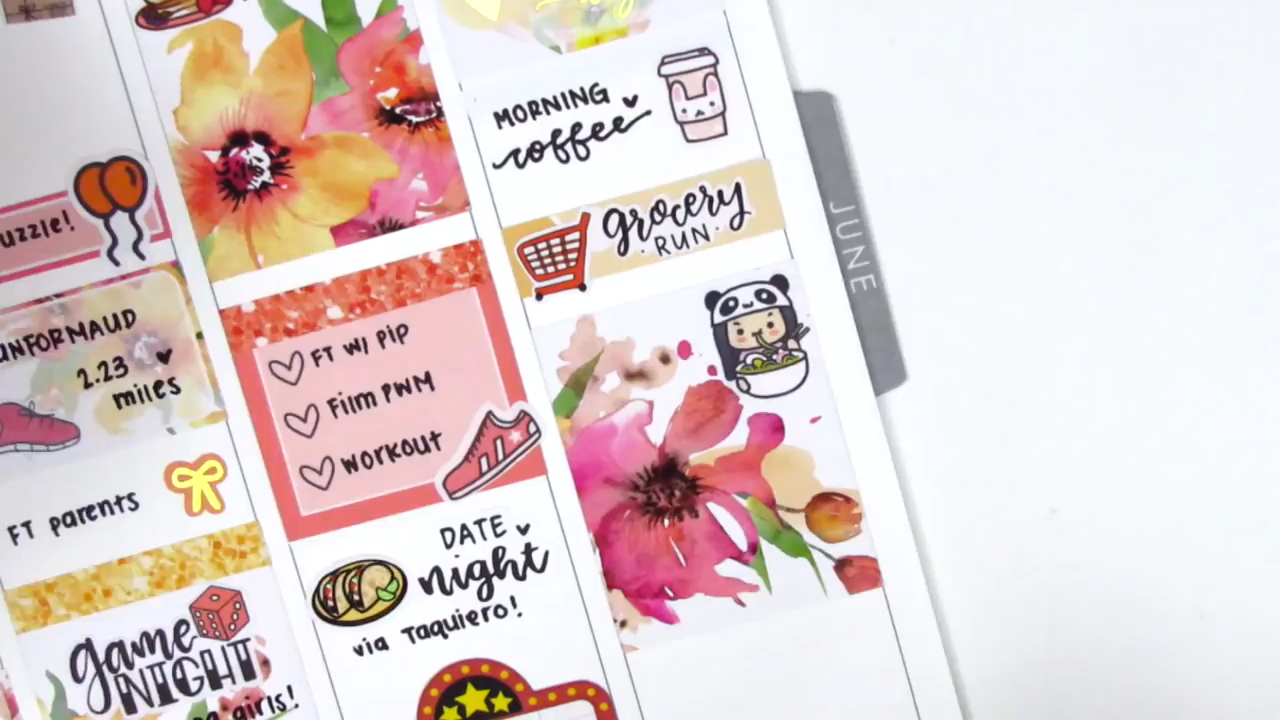 uzzle!
UNFORMAUD
2.23
miles
FT parents
game
NIGHT
girls!
FT W/ PIP
Film PWM
workout
DATE
night
via Taquiero!
MORNING
coffee
grocery
RUN
JUNE